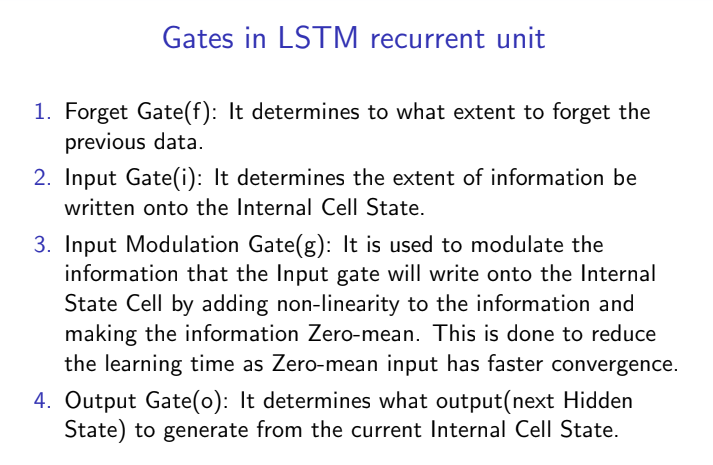 Gates in LSTM recurrent unit
1. Forget Gate(f): It determines to what extent to forget the
previous data.
2. Input Gate(i): It determines the extent of information be
written onto the Internal Cell State.
3. Input Modulation Gate(g): It is used to modulate the
information that the Input gate will write onto the Internal
State Cell by adding non-linearity to the information and
making the information Zero-mean. This is done to reduce
the learning time as Zero-mean input has faster convergence.
4. Output Gate(o): It determines what output(next Hidden
State) to generate from the current Internal Cell State.